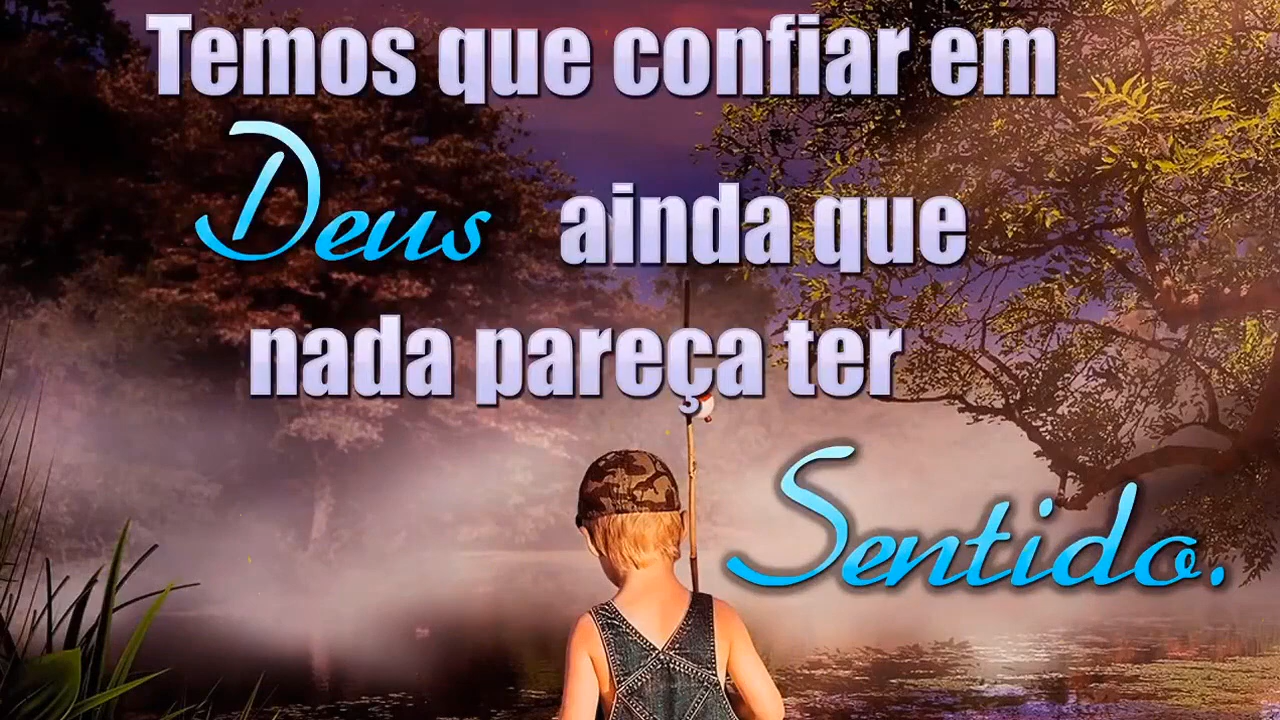 Temos que confiar em
Deus ainda que
nada pareça ter
Sentido.